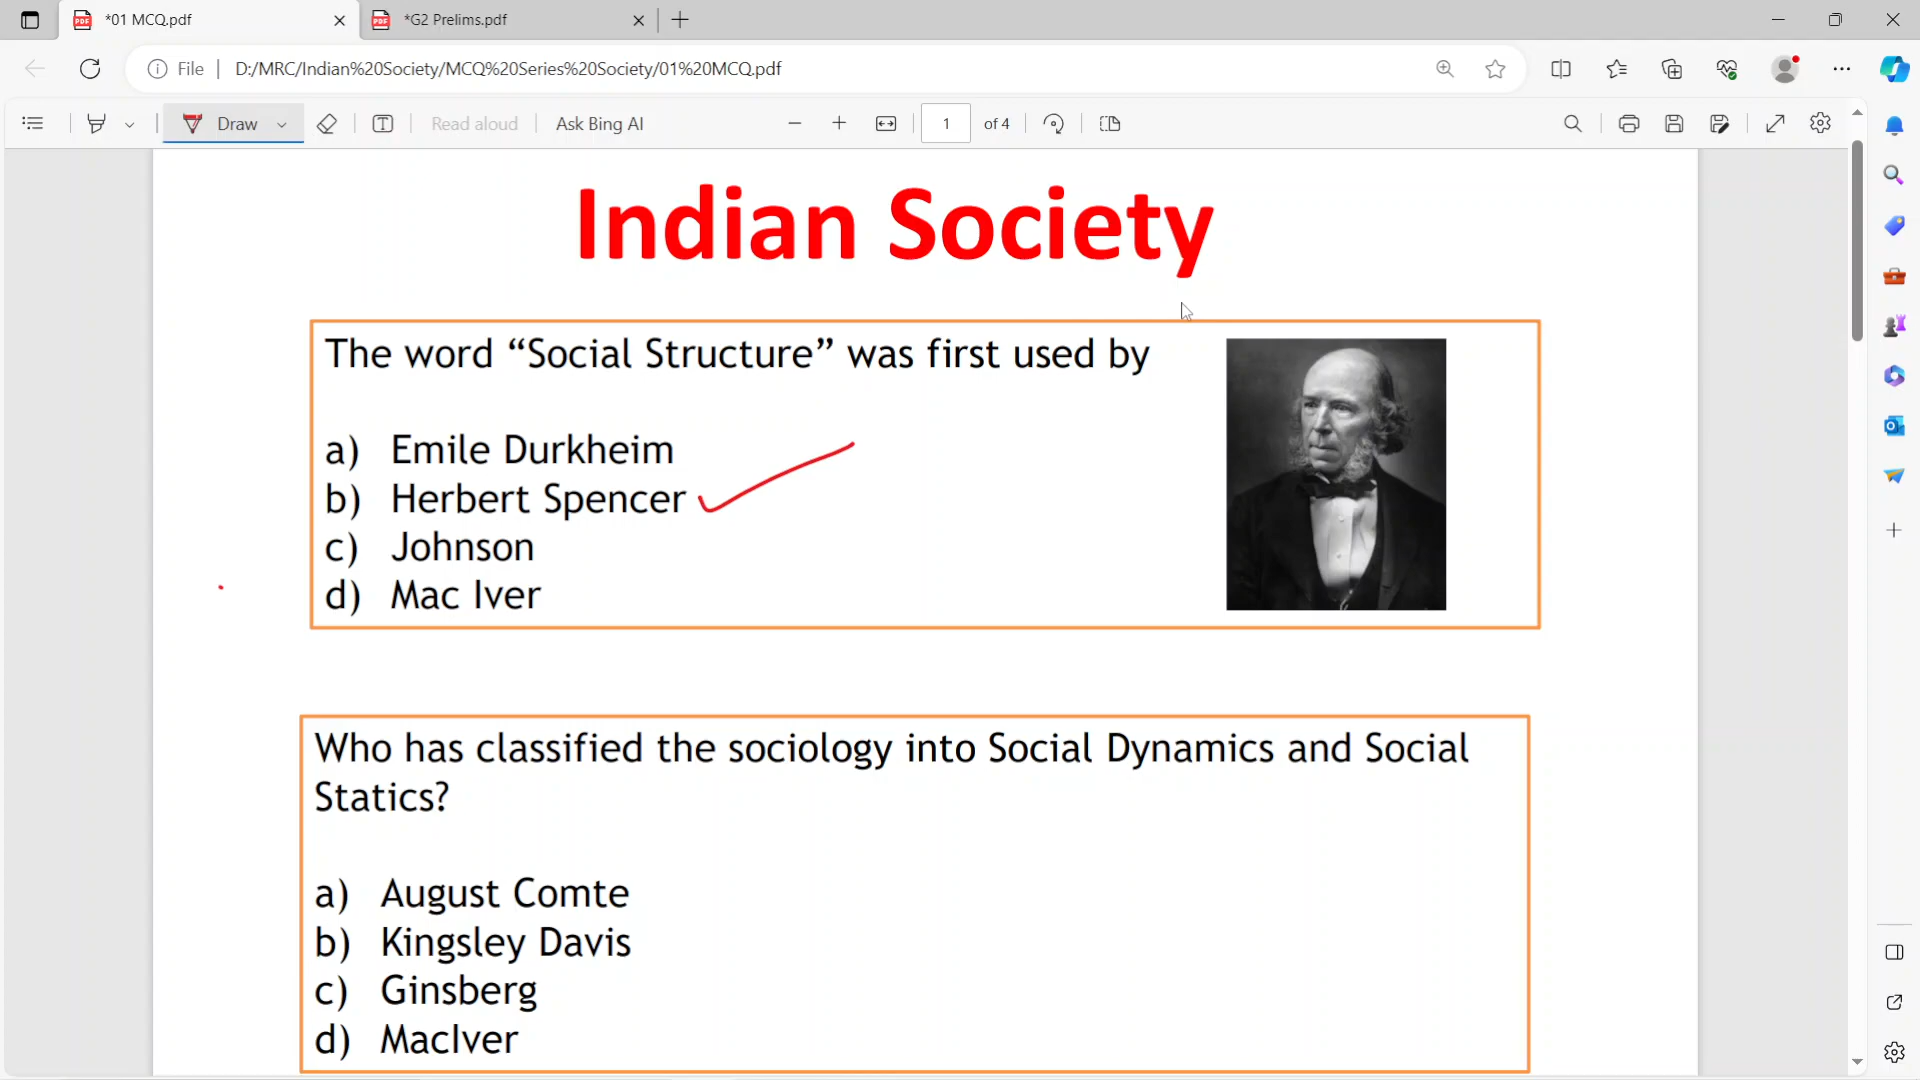 *01 MCQ.pdf
*G2 Prelims.pdf
File
D:/MRC/Indian%20Society/MCQ%20Series%20Society/01%20MCQ.pdf
Draw
Read aloud
Ask Bing AI
1
of 4
Indian Society
The word “Social Structure” was first used by
a) Emile Durkheim
b) Herbert Spencer
c) Johnson
d) Mac Iver
Who has classified the sociology into Social Dynamics and Social
Statics?
a) August Comte
b) Kingsley Davis
c) Ginsberg
d) MacIver